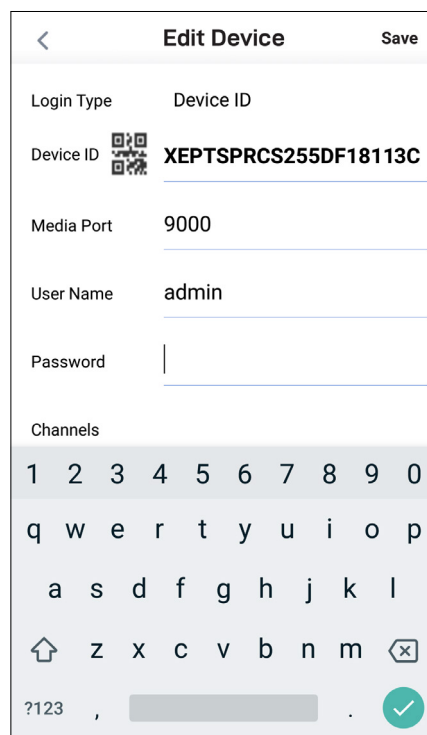 Edit Device Save
Login Type Device ID
Device ID XEPTSPRCS255DF18113C
Media Port 9000
User Name admin
Password
Channels
1 2 3 4 5 6 7 8 9 0
q w e r t y u i o p
a s d f g h j k l
z x c v b n m
?123 , .